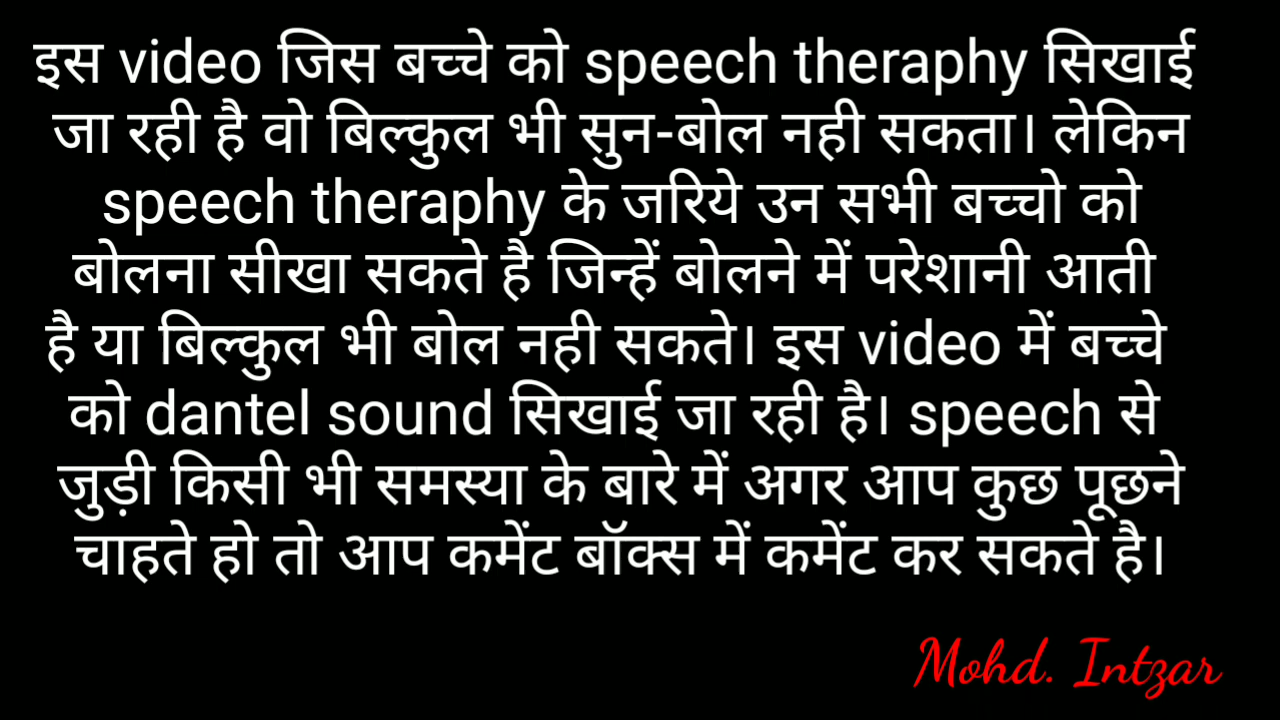 इस video जिस बच्चे को speech theraphy सिखाई
जा रही है वो बिल्कुल भी सुन-बोल नही सकता। लेकिन
speech theraphy के जरिये उन सभी बच्चो को
बोलना सीखा सकते है जिन्हें बोलने में परेशानी आती
है या बिल्कुल भी बोल नही सकते। इस video में बच्चे
को dantel sound सिखाई जा रही है। speech से
जुड़ी किसी भी समस्या के बारे में अगर आप कुछ पूछने
चाहते हो तो आप कमेंट बॉक्स में कमेंट कर सकते है।
Mohd. Intzar